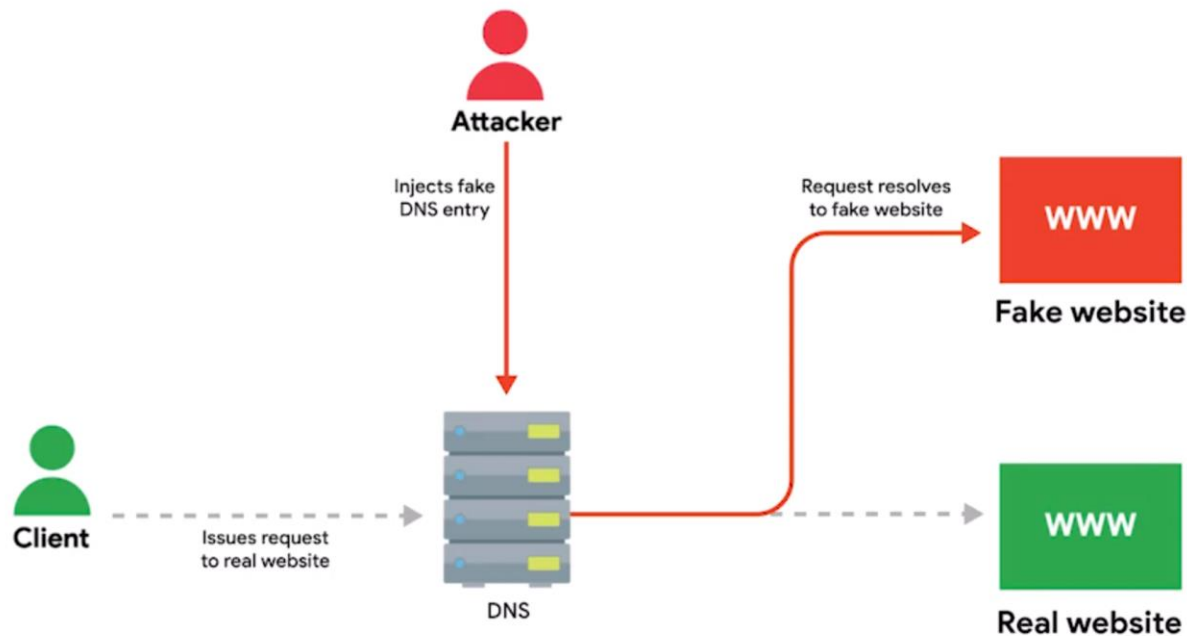 Attacker
Injects fake
DNS entry
Request resolves
to fake website
WWW
Fake website
Client
Issues request
to real website
DNS
WWW
Real website